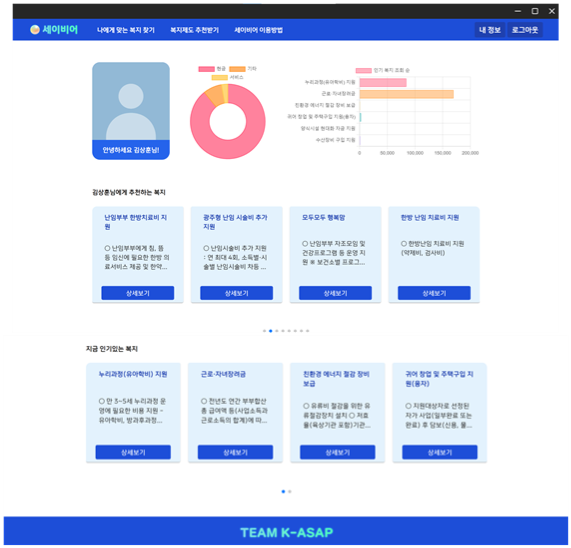 세이비어 나에게 맞는 복지 찾기 복지제도 추천받기 세이비어 이용방법 내 정보 로그아웃
안녕하세요 김상훈님!
현금 기타
서비스
인기 복지 조회 순
누리과정(유아학비) 지원
근로·자녀장려금
친환경 에너지 절감 장비 보급
귀어 창업 및 주택구입 지원(융자)
양식시설 현대화 자금 지원
수산장비 구입 지원
0 50,000 100,000 150,000 200,000
김상훈님에게 추천하는 복지
난임부부 한방치료비 지
원
○ 난임부부에게 침, 뜸
등 임신에 필요한 한방 의
료서비스 제공 및 한약...
상세보기
광주형 난임 시술비 추가
지원
○ 난임시술비 추가 지원
: 연 최대 4회, 소득별·시
술별 난임시술비 차등 ...
상세보기
모두모두 행복맘
○ 난임부부 자조모임 및
건강프로그램 등 운영 지
원 ※ 보건소별 프로그...
상세보기
한방 난임 치료비 지원
○ 한방난임 치료비 지원
(약제비, 검사비)
상세보기
지금 인기있는 복지
누리과정(유아학비) 지원
○ 만 3~5세 누리과정 운
영에 필요한 비용 지원 -
유아학비, 방과후과정...
상세보기
근로·자녀장려금
○ 전년도 연간 부부합산
총 급여액 등(사업소득과
근로소득의 합계)에 따...
상세보기
친환경 에너지 절감 장비
보급
○ 유류비 절감을 위한 유
류절감장치 설치 ○ 저효
율(육상기관 포함)기관...
상세보기
귀어 창업 및 주택구입 지
원(융자)
○ 지원대상자로 선정된
자가 사업(일부완료 또는
완료) 후 담보(신용, 물...
상세보기
TEAM K-ASAP